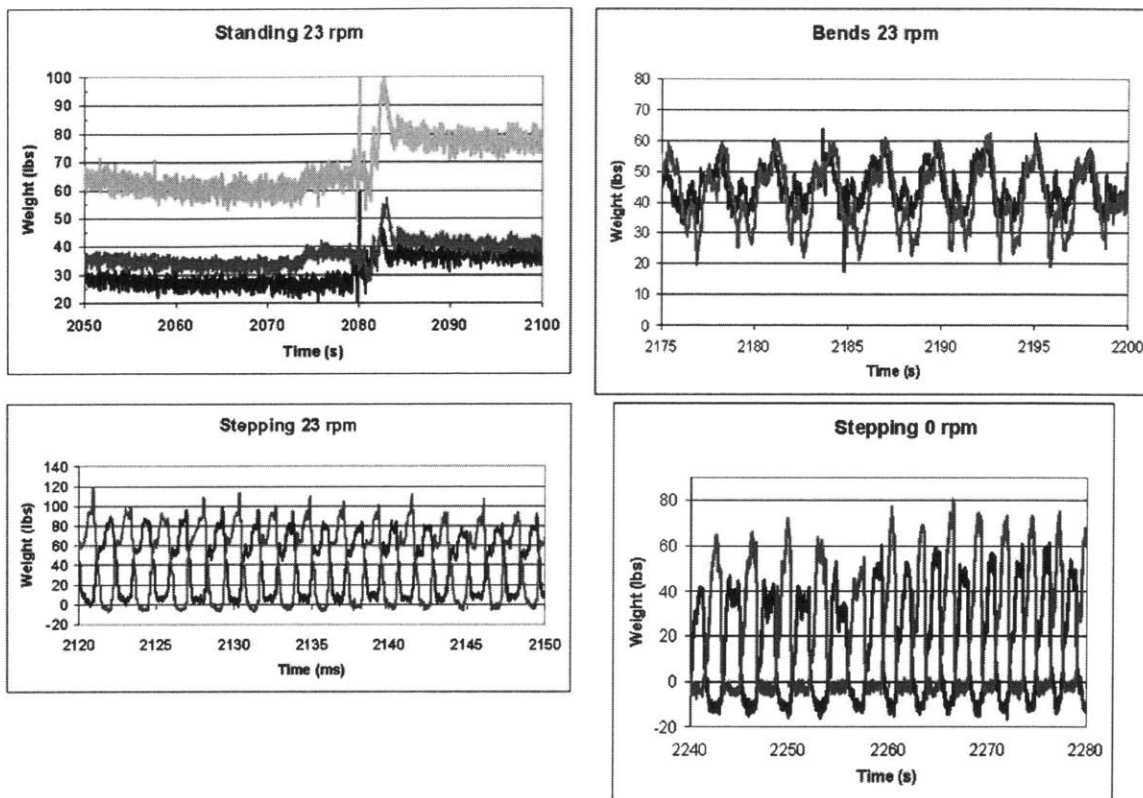 Standing 23 rpm
Weight (lbs)
100
90
80
70
60
50
40
30
20
2050 2060 2070 2080 2090 2100
Time (s)
Bends 23 rpm
Weight (lbs)
80
70
60
50
40
30
20
10
0
2175 2180 2185 2190 2195 2200
Time (s)
Stepping 23 rpm
Weight (lbs)
140
120
100
80
60
40
20
0
-20
2120 2125 2130 2135 2140 2145 2150
Time (ms)
Stepping 0 rpm
Weight (lbs)
80
60
40
20
0
-20
2240 2250 2260 2270 2280
Time (s)